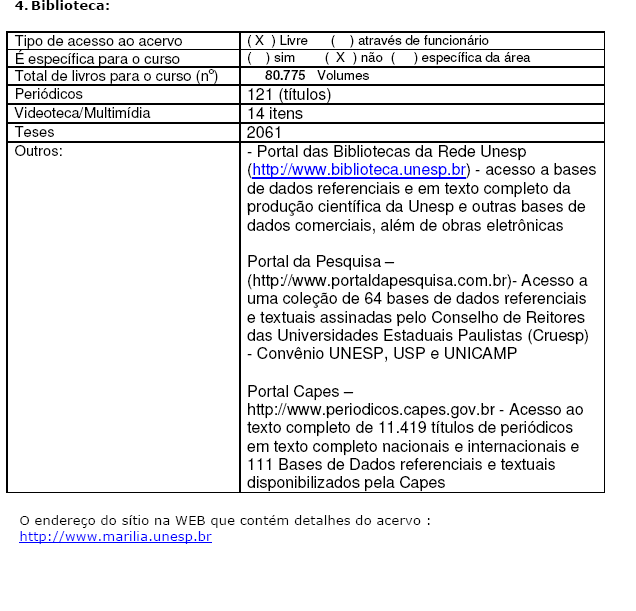 4. Biblioteca:
Tipo de acesso ao acervo ( X ) Livre ( ) através de funcionário
É específica para o curso ( ) sim ( X ) não ( ) específica da área
Total de livros para o curso (nº) 80.775 Volumes
Periódicos 121 (títulos)
Videoteca/Multimídia 14 itens
Teses 2061
Outros: - Portal das Bibliotecas da Rede Unesp
(http://www.biblioteca.unesp.br) - acesso a bases
de dados referenciais e em texto completo da
produção científica da Unesp e outras bases de
dados comerciais, além de obras eletrônicas
Portal da Pesquisa –
(http://www.portaldapesquisa.com.br)- Acesso a
uma coleção de 64 bases de dados referenciais
e textuais assinadas pelo Conselho de Reitores
das Universidades Estaduais Paulistas (Cruesp)
- Convênio UNESP, USP e UNICAMP
Portal Capes –
http://www.periodicos.capes.gov.br - Acesso ao
texto completo de 11.419 títulos de periódicos
em texto completo nacionais e internacionais e
111 Bases de Dados referenciais e textuais
disponibilizados pela Capes
O endereço do sítio na WEB que contém detalhes do acervo :
http://www.marilia.unesp.br